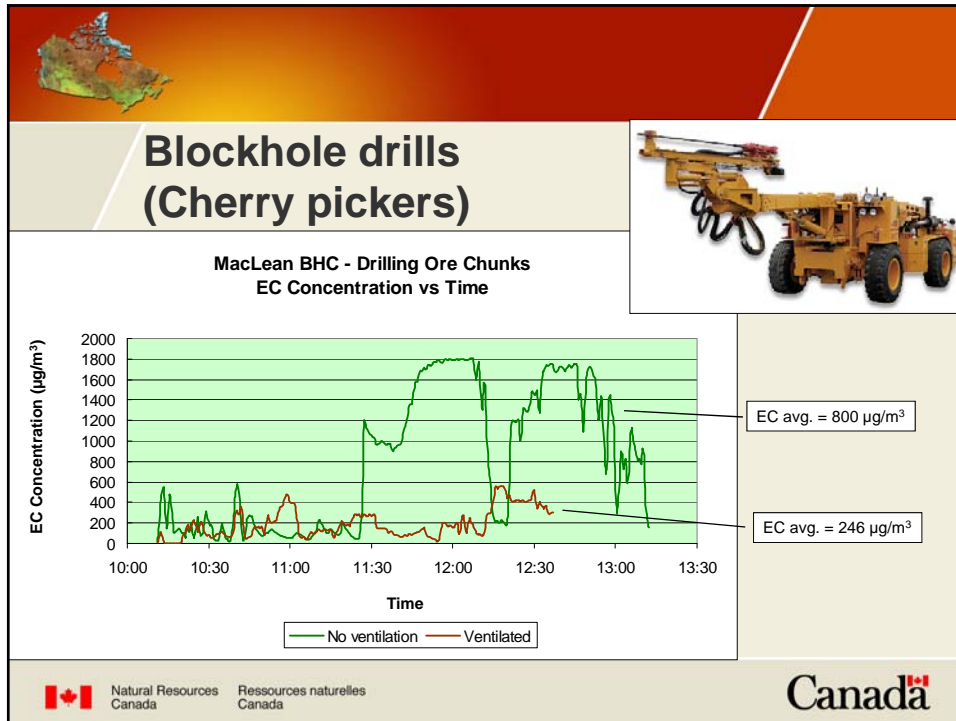 Blockhole drills
(Cherry pickers)
MacLean BHC - Drilling Ore Chunks
EC Concentration vs Time
EC Concentration (µg/m³)
2000
1800
1600
1400
1200
1000
800
600
400
200
0
10:00 10:30 11:00 11:30 12:00 12:30 13:00 13:30
Time
No ventilation Ventilated
EC avg. = 800 µg/m³
EC avg. = 246 µg/m³
Natural Resources Ressources naturelles
Canada Canada
Canada